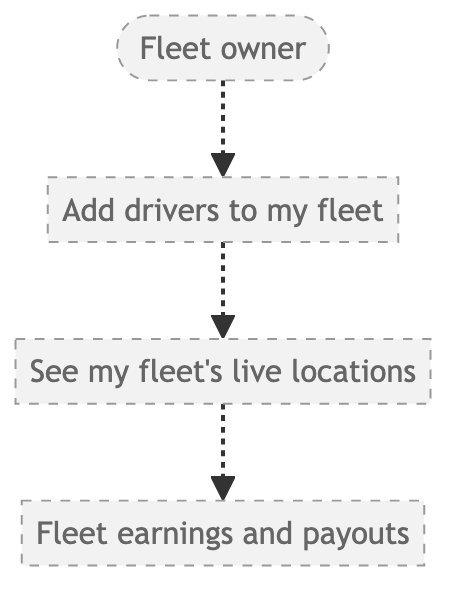 Fleet owner
Add drivers to my fleet
See my fleet's live locations
Fleet earnings and payouts